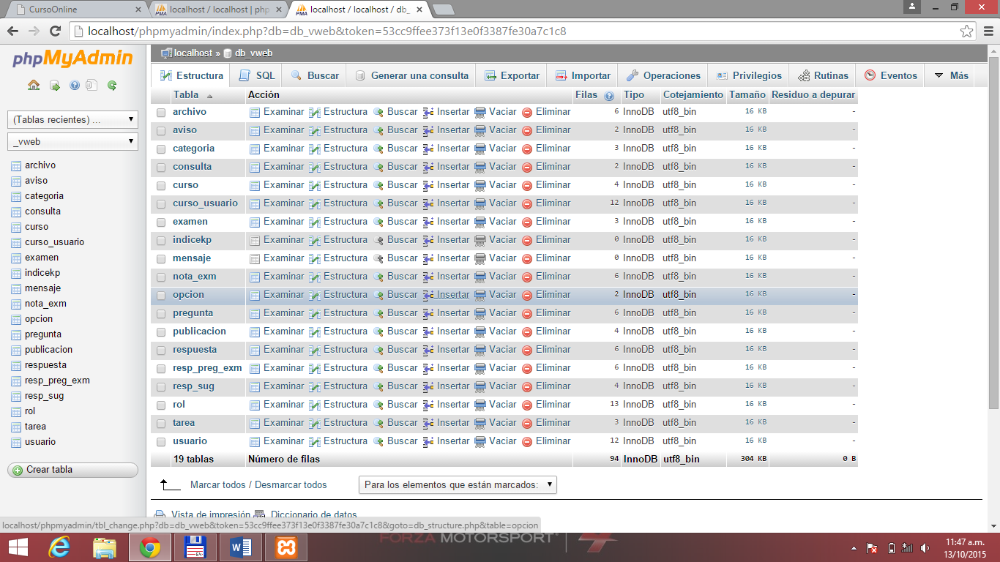 CursoOnline
localhost / localhost | php
localhost / localhost / db_
localhost/phpmyadmin/index.php?db=db_vweb&token=53cc9ffee373f13e0f3387fe30a7c1c8
phpMyAdmin
(Tablas recientes) ...
_vweb
archivo
aviso
categoria
consulta
curso
curso_usuario
examen
indicekp
mensaje
nota_exm
opcion
pregunta
publicacion
respuesta
resp_preg_exm
resp_sug
rol
tarea
usuario
Crear tabla
localhost » db_vweb
Estructura SQL Buscar Generar una consulta Exportar Importar Operaciones Privilegios Rutinas Eventos Más
Tabla Acción Filas Tipo Cotejamiento Tamaño Residuo a depurar
archivo Examinar Estructura Buscar Insertar Vaciar Eliminar 6 InnoDB utf8_bin 16 KB -
aviso Examinar Estructura Buscar Insertar Vaciar Eliminar 2 InnoDB utf8_bin 16 KB -
categoria Examinar Estructura Buscar Insertar Vaciar Eliminar 3 InnoDB utf8_bin 16 KB -
consulta Examinar Estructura Buscar Insertar Vaciar Eliminar 2 InnoDB utf8_bin 16 KB -
curso Examinar Estructura Buscar Insertar Vaciar Eliminar 4 InnoDB utf8_bin 16 KB -
curso_usuario Examinar Estructura Buscar Insertar Vaciar Eliminar 12 InnoDB utf8_bin 16 KB -
examen Examinar Estructura Buscar Insertar Vaciar Eliminar 3 InnoDB utf8_bin 16 KB -
indicekp Examinar Estructura Buscar Insertar Vaciar Eliminar 0 InnoDB utf8_bin 16 KB -
mensaje Examinar Estructura Buscar Insertar Vaciar Eliminar 0 InnoDB utf8_bin 16 KB -
nota_exm Examinar Estructura Buscar Insertar Vaciar Eliminar 6 InnoDB utf8_bin 16 KB -
opcion Examinar Estructura Buscar Insertar Vaciar Eliminar 2 InnoDB utf8_bin 16 KB -
pregunta Examinar Estructura Buscar Insertar Vaciar Eliminar 6 InnoDB utf8_bin 16 KB -
publicacion Examinar Estructura Buscar Insertar Vaciar Eliminar 4 InnoDB utf8_bin 16 KB -
respuesta Examinar Estructura Buscar Insertar Vaciar Eliminar 6 InnoDB utf8_bin 16 KB -
resp_preg_exm Examinar Estructura Buscar Insertar Vaciar Eliminar 6 InnoDB utf8_bin 16 KB -
resp_sug Examinar Estructura Buscar Insertar Vaciar Eliminar 4 InnoDB utf8_bin 16 KB -
rol Examinar Estructura Buscar Insertar Vaciar Eliminar 13 InnoDB utf8_bin 16 KB -
tarea Examinar Estructura Buscar Insertar Vaciar Eliminar 3 InnoDB utf8_bin 16 KB -
usuario Examinar Estructura Buscar Insertar Vaciar Eliminar 12 InnoDB utf8_bin 16 KB -
19 tablas Número de filas 94 InnoDB utf8_bin 304 KB 0 B
Marcar todos / Desmarcar todos Para los elementos que están marcados:
Vista de impresión Diccionario de datos
localhost/phpmyadmin/tbl_change.php?db=db_vweb&token=53cc9ffee373f13e0f3387fe30a7c1c8&goto=db_structure.php&table=opcion
FORZA MOTORSPORT
11:47 a.m.
13/10/2015